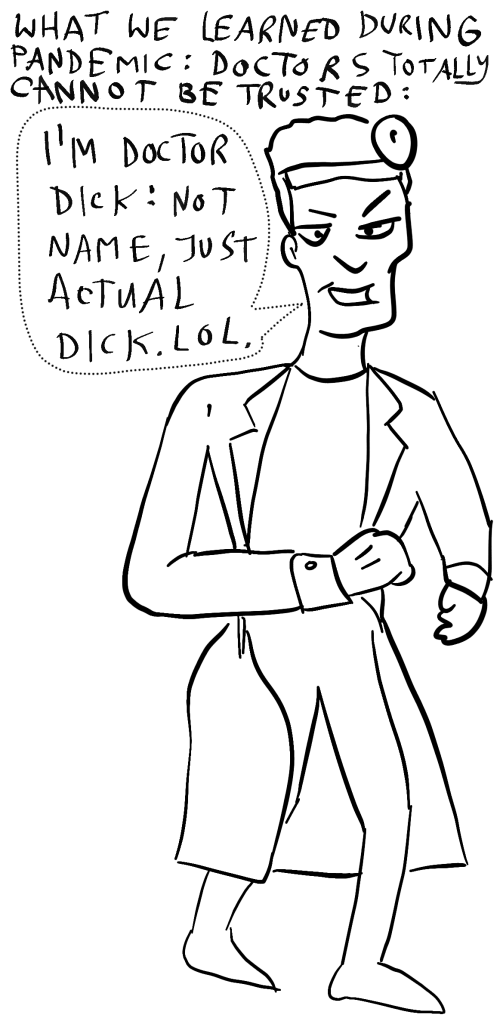 WHAT WE LEARNED DURING
PANDEMIC: DOCTORS TOTALLY
CANNOT BE TRUSTED:
I'M DOCTOR
DICK: NOT
NAME, JUST
ACTUAL
DICK. LOL.